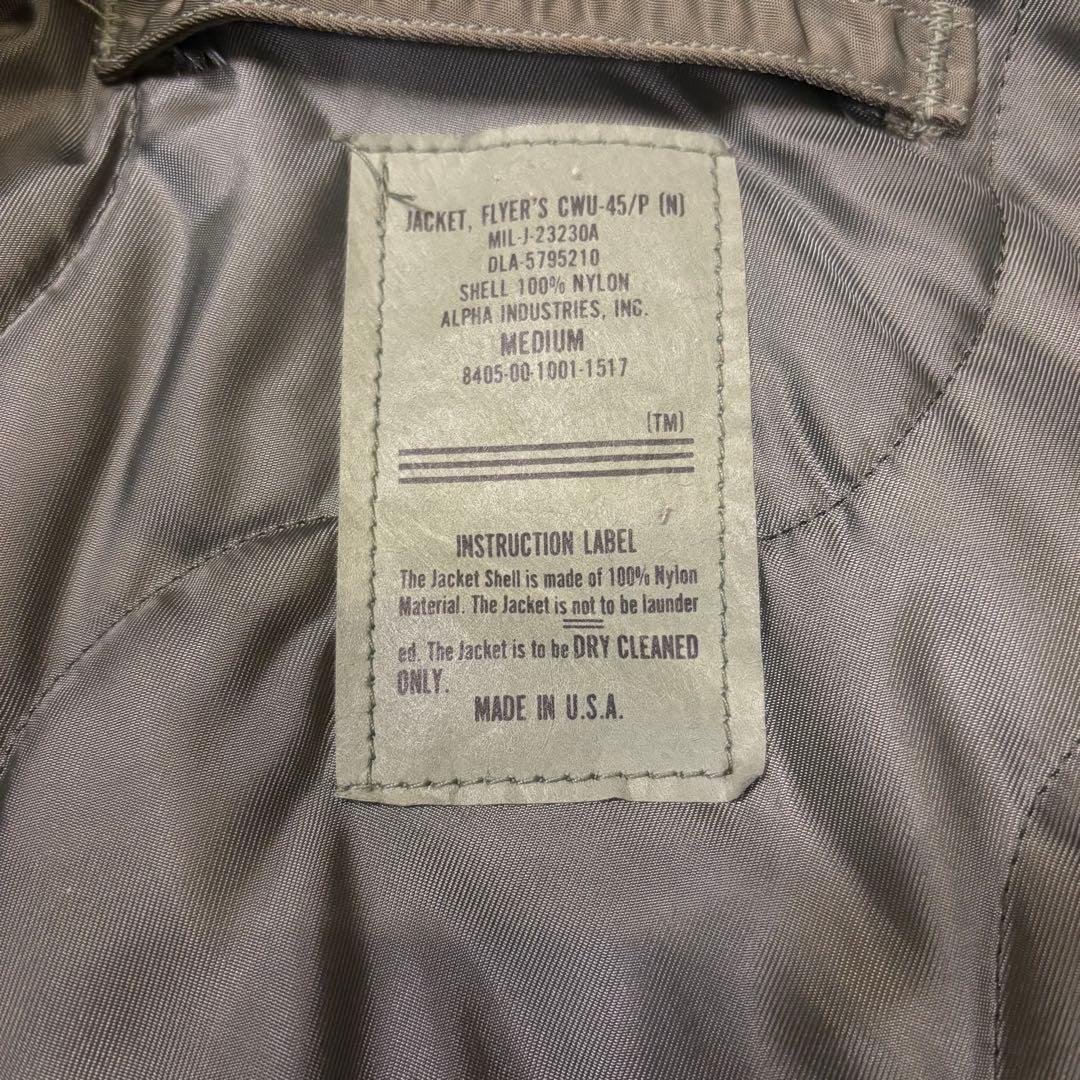 JACKET, FLYER'S CWU-45/P (N)
MIL-J-23230A
DLA-5795210
SHELL 100% NYLON
ALPHA INDUSTRIES, INC.
MEDIUM
8405-00-1001-1517
(TM)
INSTRUCTION LABEL
The Jacket Shell is made of 100% Nylon
Material. The Jacket is not to be launder
ed. The Jacket is to be DRY CLEANED
ONLY.
MADE IN U.S.A.